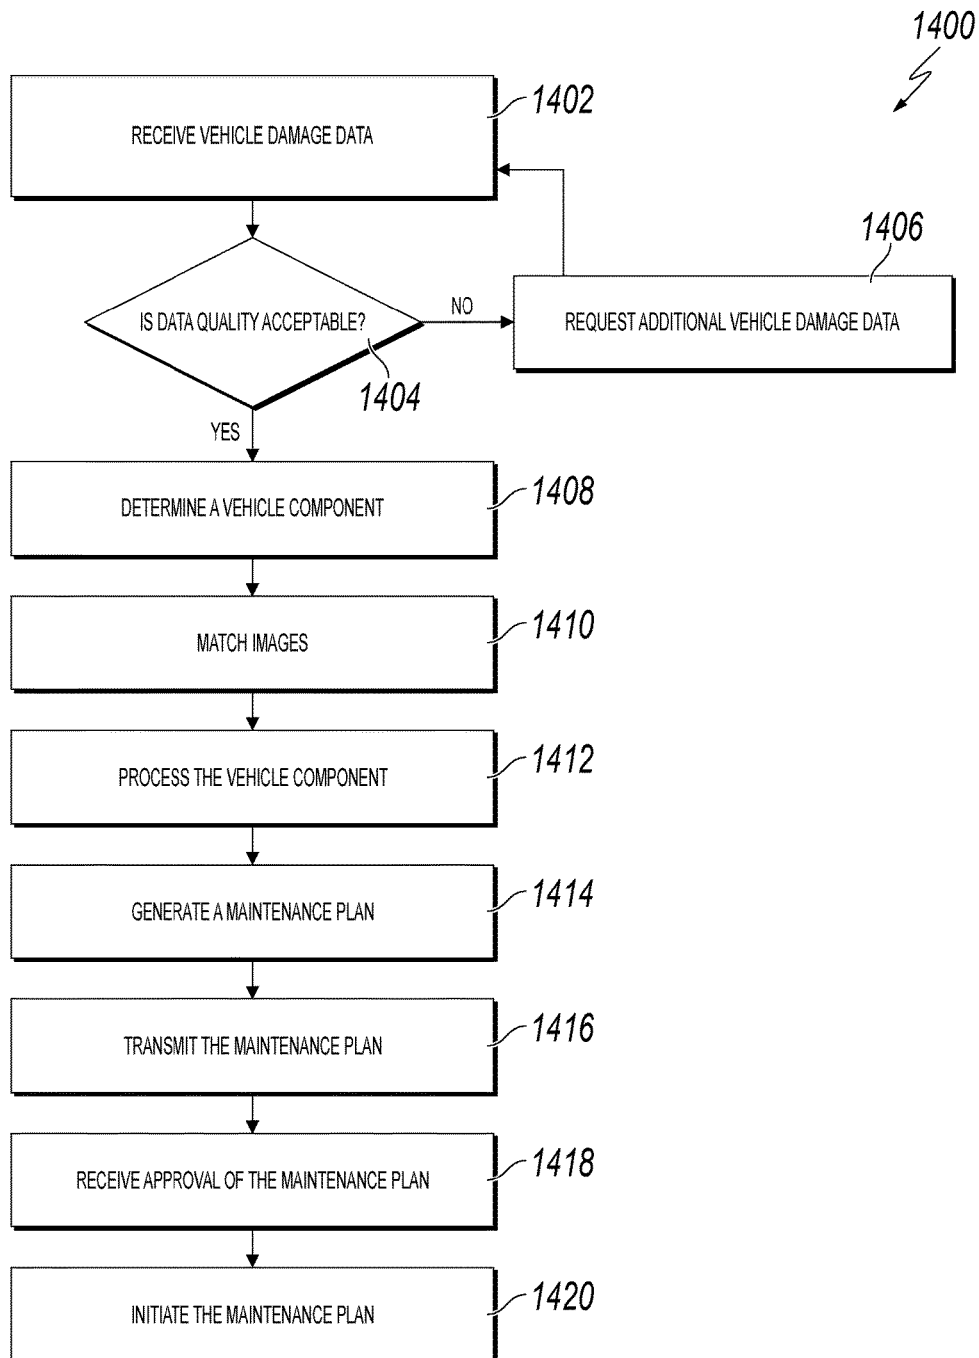 1400
1402
RECEIVE VEHICLE DAMAGE DATA
1406
IS DATA QUALITY ACCEPTABLE?
NO
REQUEST ADDITIONAL VEHICLE DAMAGE DATA
1404
YES
DETERMINE A VEHICLE COMPONENT
1408
MATCH IMAGES
1410
PROCESS THE VEHICLE COMPONENT
1412
GENERATE A MAINTENANCE PLAN
1414
TRANSMIT THE MAINTENANCE PLAN
1416
RECEIVE APPROVAL OF THE MAINTENANCE PLAN
1418
INITIATE THE MAINTENANCE PLAN
1420